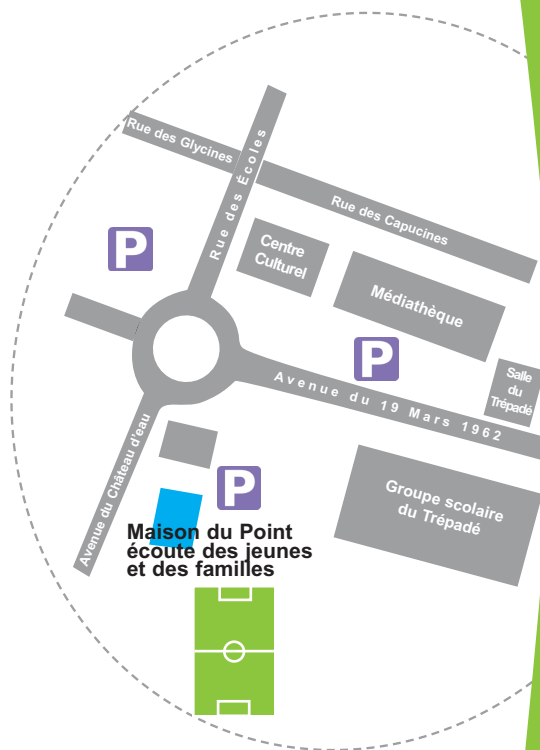 Rue des Glycines
Rue des Écoles
Rue des Capucines
P
Centre
Culturel
Médiathèque
P
Salle
du
Trépadé
Avenue du 19 Mars 1962
Avenue du Château d'eau
P
Groupe scolaire
du Trépadé
Maison du Point
écoute des jeunes
et des familles